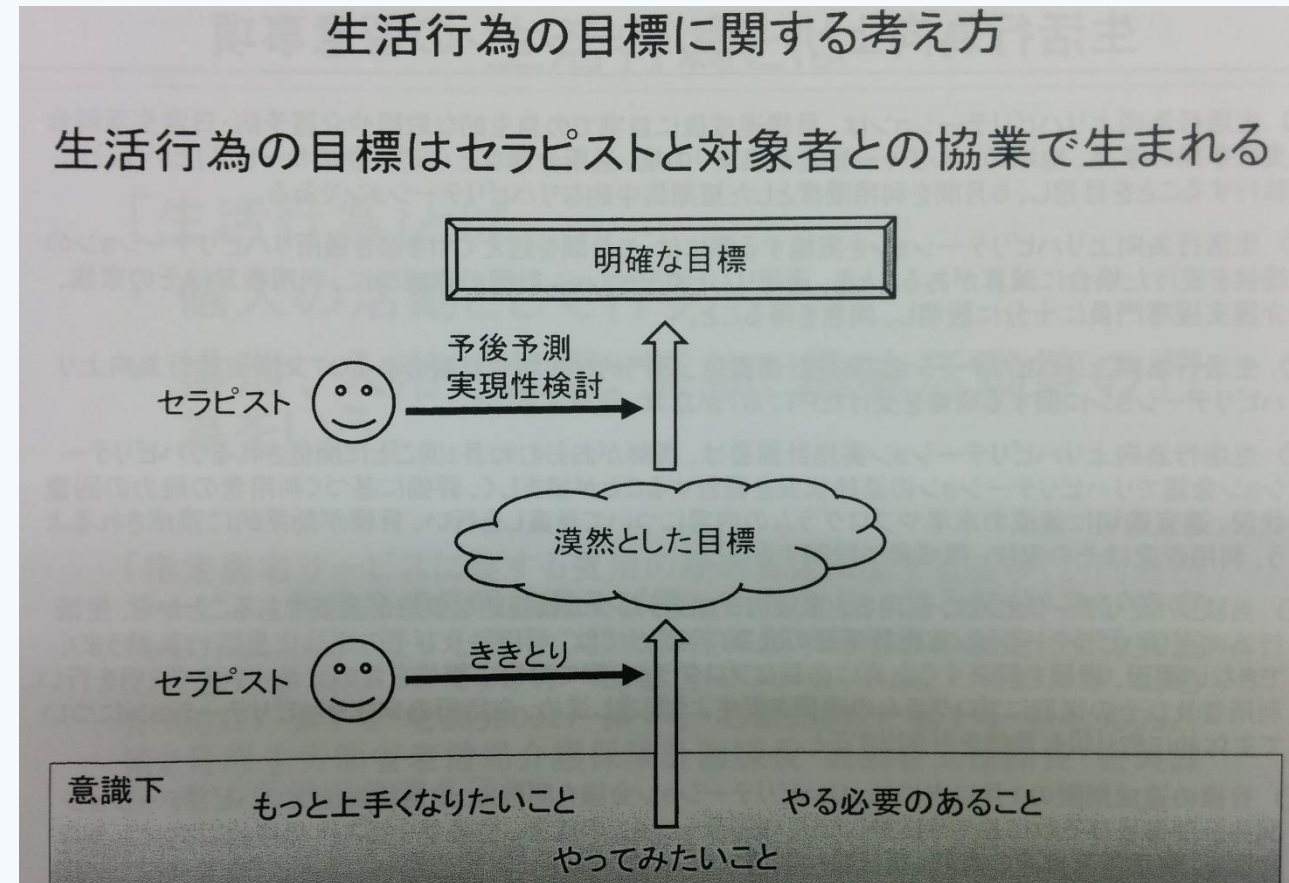 生活行為の目標に関する考え方
生活行為の目標はセラピストと対象者との協業で生まれる
明確な目標
予後予測
実現性検討
セラピスト
漠然とした目標
ききとり
セラピスト
意識下
もっと上手くなりたいこと
やる必要のあること
やってみたいこと